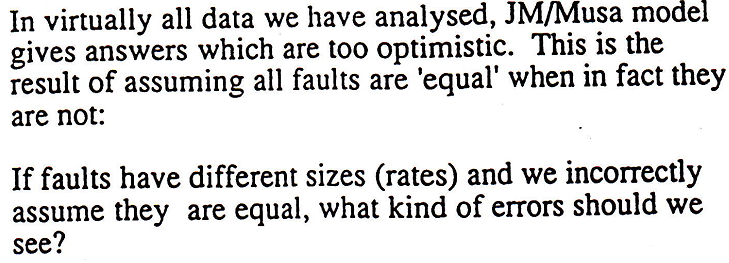 In virtually all data we have analysed, JM/Musa model
gives answers which are too optimistic. This is the
result of assuming all faults are 'equal' when in fact they
are not:
If faults have different sizes (rates) and we incorrectly
assume they are equal, what kind of errors should we
see?